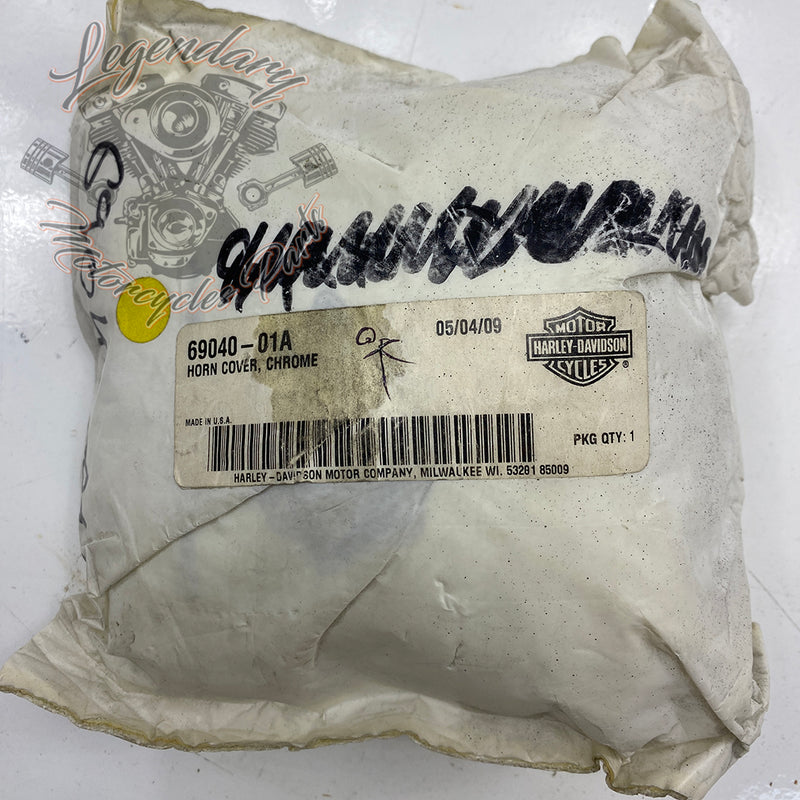 Legendary
Motorcycles Parts
69040-01A
HORN COVER, CHROME
05/04/09
MOTOR
HARLEY-DAVIDSON
CYCLES
®
MADE IN U.S.A.
PKG QTY: 1
HARLEY-DAVIDSON MOTOR COMPANY, MILWAUKEE WI. 53201 85009